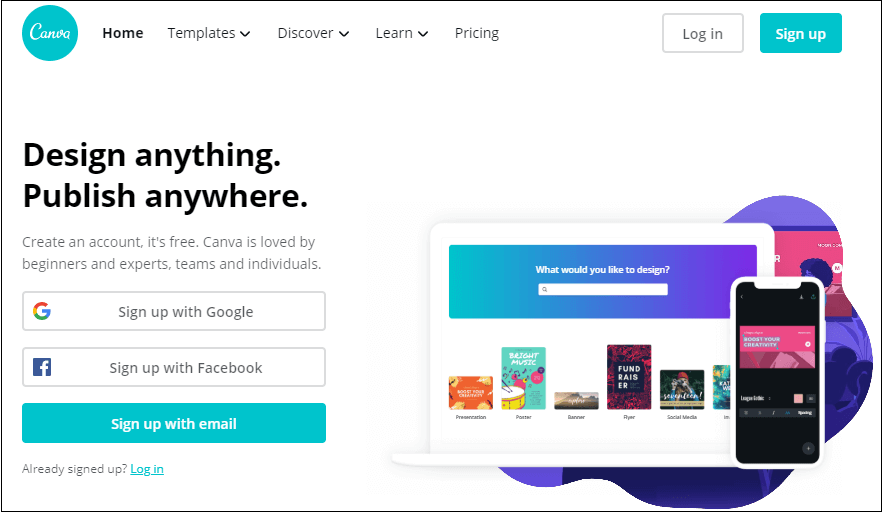 Canva
Home
Templates
Discover
Learn
Pricing
Log in
Sign up
Design anything.
Publish anywhere.
Create an account, it's free. Canva is loved by
beginners and experts, teams and individuals.
Sign up with Google
Sign up with Facebook
Sign up with email
Already signed up? Log in
What would you like to design?
BRIGHT
MUSIC
FUND
RAIS
ER
seventeen!
Presentation
Poster
Banner
Flyer
Social Media
BOOST YOUR
CREATIVITY
League Gothic
Spacing